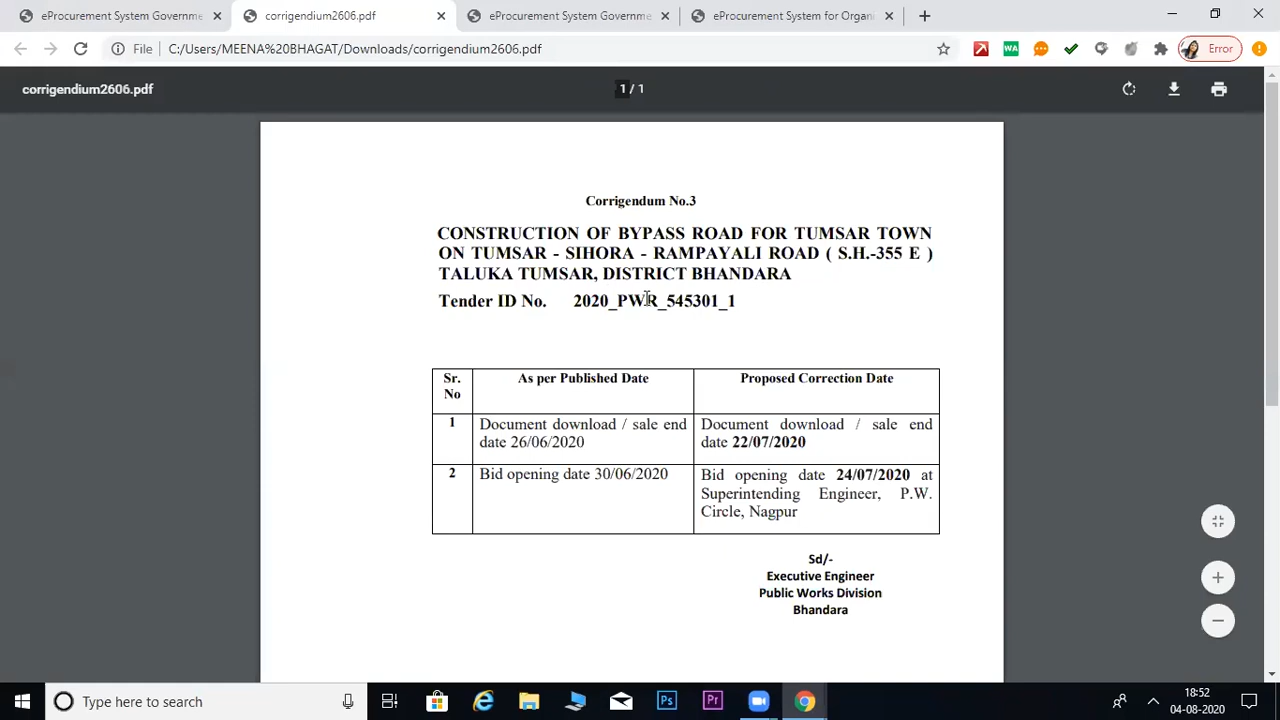 eProcurement System Governme
corrigendium2606.pdf
eProcurement System Governme
eProcurement System for Organi
File
C:/Users/MEENA%20BHAGAT/Downloads/corrigendium2606.pdf
WA
Error
corrigendium2606.pdf
1 / 1
Corrigendum No.3
CONSTRUCTION OF BYPASS ROAD FOR TUMSAR TOWN
ON TUMSAR - SIHORA - RAMPAYALI ROAD ( S.H.-355 E )
TALUKA TUMSAR, DISTRICT BHANDARA
Tender ID No. 2020_PWR_545301_1
Sr. No
As per Published Date
Proposed Correction Date
1
Document download / sale end
date 26/06/2020
Document download / sale end
date 22/07/2020
2
Bid opening date 30/06/2020
Bid opening date 24/07/2020 at
Superintending Engineer, P.W.
Circle, Nagpur
Sd/-
Executive Engineer
Public Works Division
Bhandara
Type here to search
Ps
Pr
18:52
04-08-2020